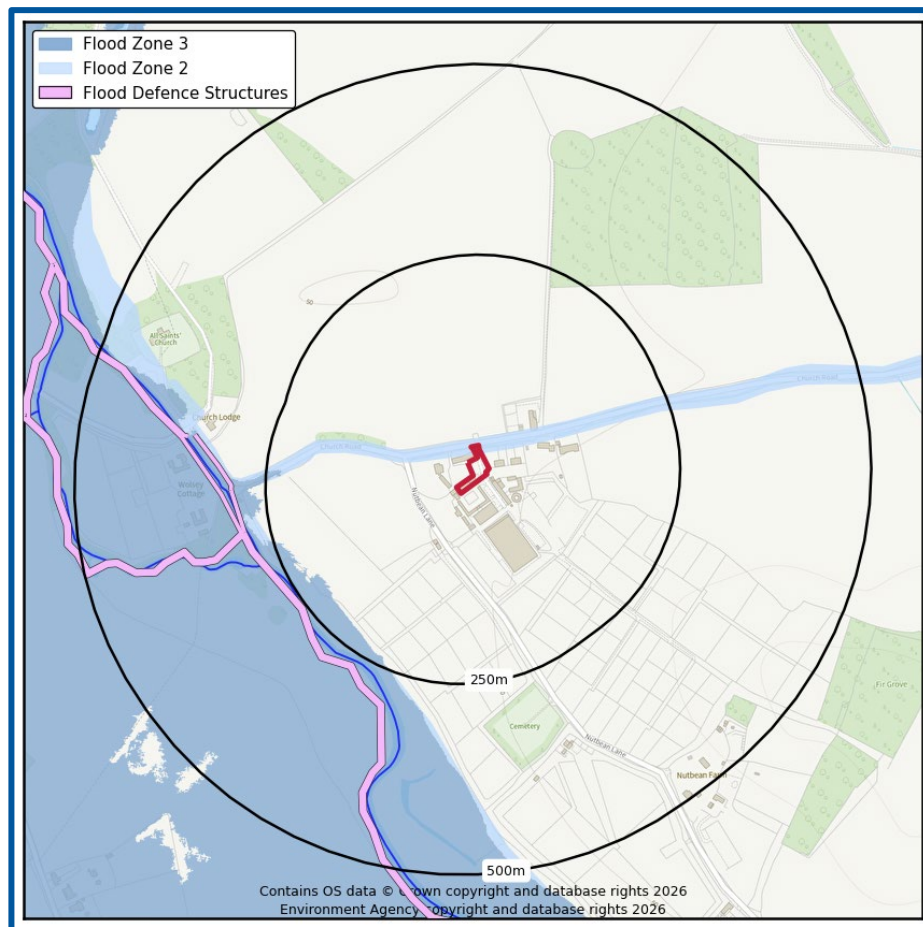 Flood Zone 3
Flood Zone 2
Flood Defence Structures
50
All Saints'
Church
Church Lodge
Church Road
Church Road
Wolsey
Cottage
Nutbean Lane
250m
Fir Grove
Cemetery
Nutbean Lane
Nutbean Farm
500m
Contains OS data © Crown copyright and database rights 2026
Environment Agency copyright and database rights 2026